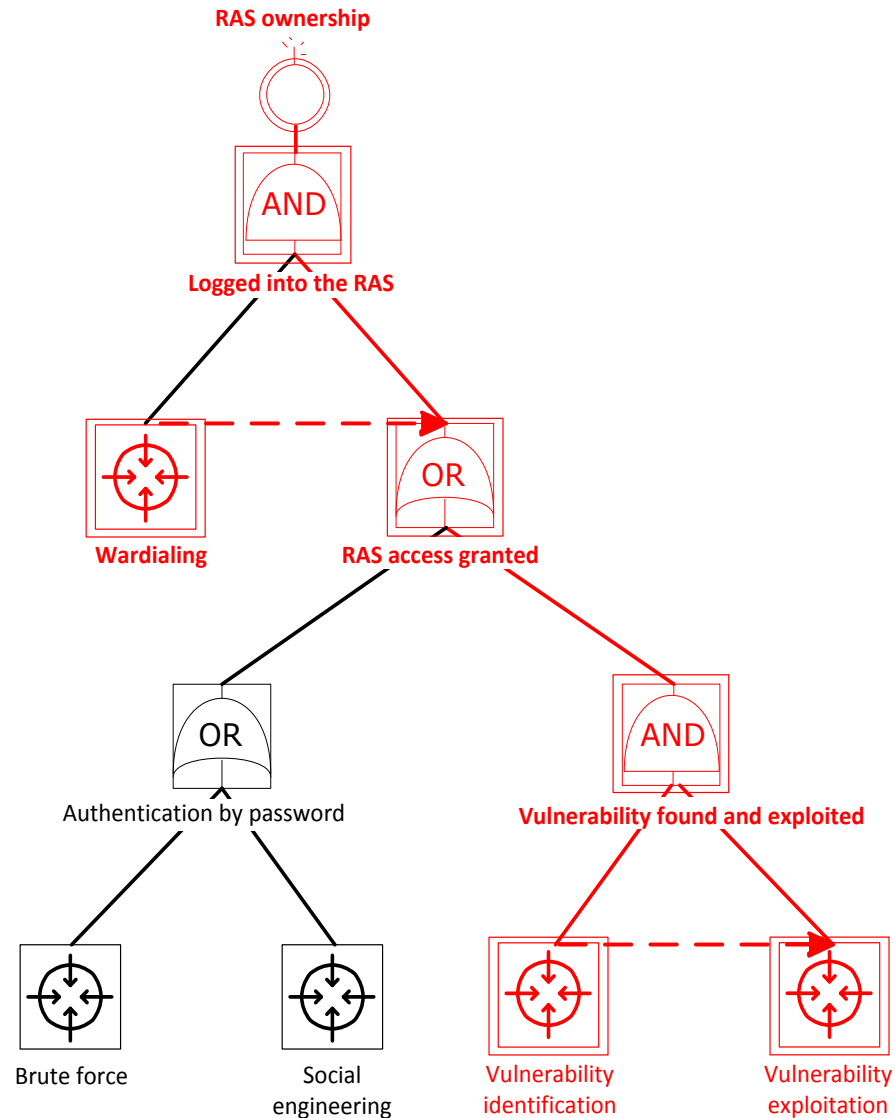 RAS ownership
AND
Logged into the RAS
OR
Wardialing
RAS access granted
OR
AND
Authentication by password
Vulnerability found and exploited
Brute force
Social
engineering
Vulnerability
identification
Vulnerability
exploitation